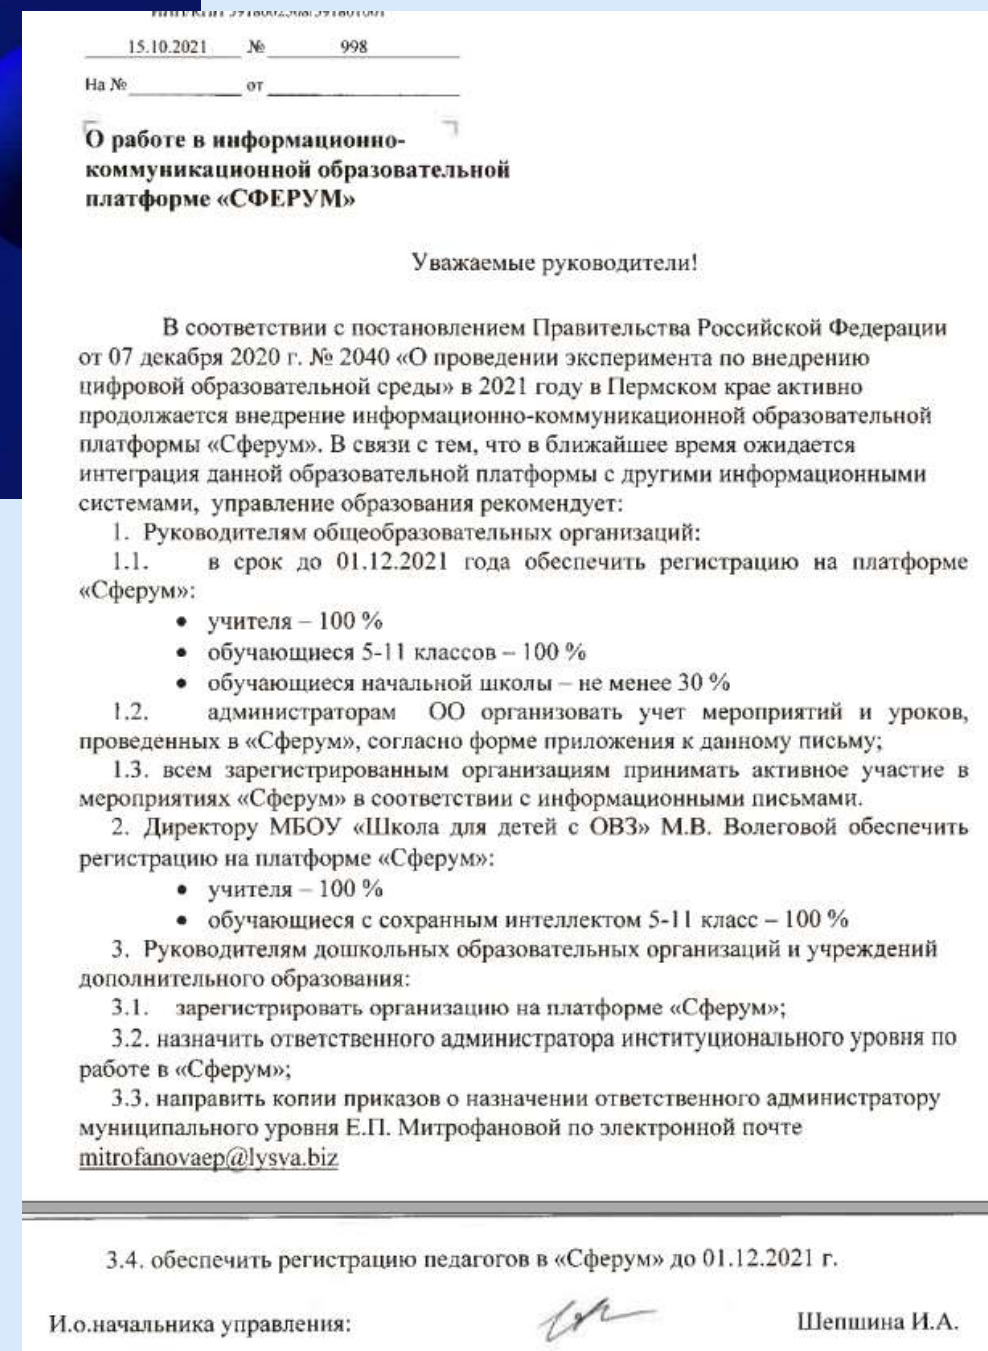 15.10.2021 № 998
На № от
О работе в информационно-
коммуникационной образовательной
платформе «СФЕРУМ»
Уважаемые руководители!
В соответствии с постановлением Правительства Российской Федерации
от 07 декабря 2020 г. № 2040 «О проведении эксперимента по внедрению
цифровой образовательной среды» в 2021 году в Пермском крае активно
продолжается внедрение информационно-коммуникационной образовательной
платформы «Сферум». В связи с тем, что в ближайшее время ожидается
интеграция данной образовательной платформы с другими информационными
системами, управление образования рекомендует:
1. Руководителям общеобразовательных организаций:
1.1. в срок до 01.12.2021 года обеспечить регистрацию на платформе
«Сферум»:
• учителя – 100 %
• обучающиеся 5-11 классов – 100 %
• обучающиеся начальной школы – не менее 30 %
1.2. администраторам ОО организовать учет мероприятий и уроков,
проведенных в «Сферум», согласно форме приложения к данному письму;
1.3. всем зарегистрированным организациям принимать активное участие в
мероприятиях «Сферум» в соответствии с информационными письмами.
2. Директору МБОУ «Школа для детей с ОВЗ» М.В. Волеговой обеспечить
регистрацию на платформе «Сферум»:
• учителя – 100 %
• обучающиеся с сохранным интеллектом 5-11 класс – 100 %
3. Руководителям дошкольных образовательных организаций и учреждений
дополнительного образования:
3.1. зарегистрировать организацию на платформе «Сферум»;
3.2. назначить ответственного администратора институционального уровня по
работе в «Сферум»;
3.3. направить копии приказов о назначении ответственного администратору
муниципального уровня Е.П. Митрофановой по электронной почте
mitrofanovaep@lysva.biz
3.4. обеспечить регистрацию педагогов в «Сферум» до 01.12.2021 г.
И.о.начальника управления: Шепшина И.А.